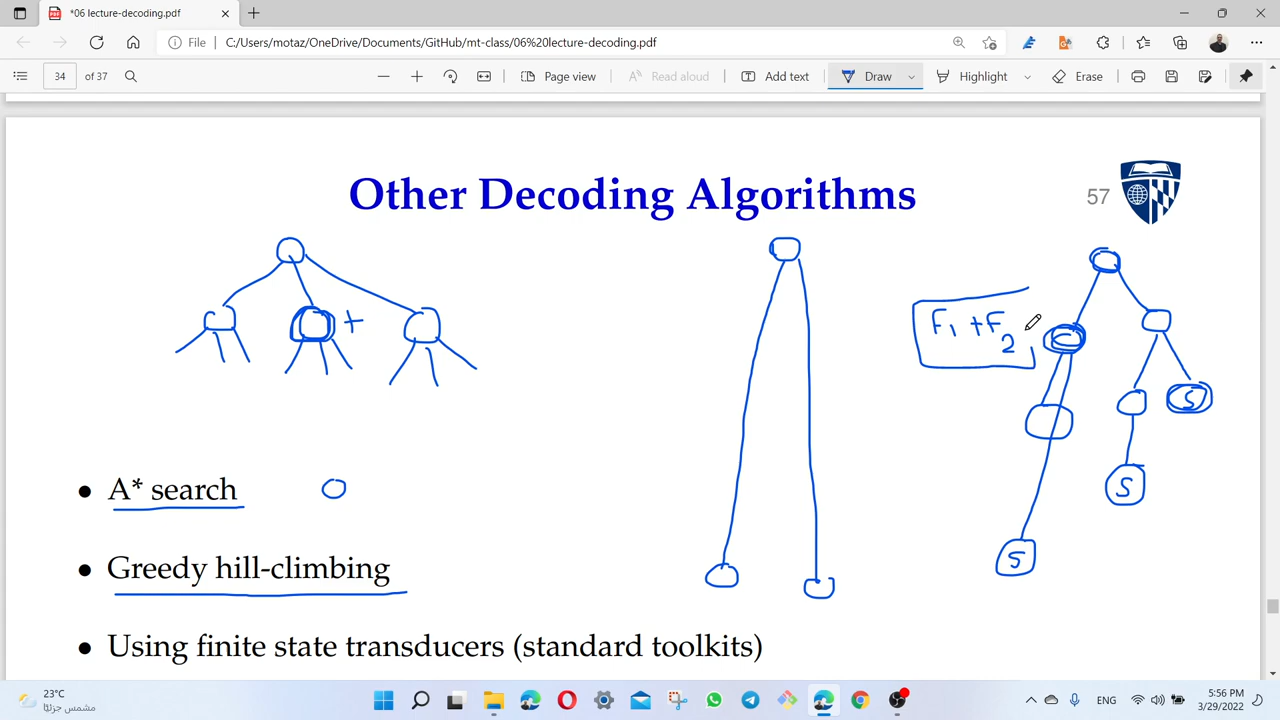 *06 lecture-decoding.pdf
File
C:/Users/motaz/OneDrive/Documents/GitHub/mt-class/06%20lecture-decoding.pdf
34 of 37
Page view
Read aloud
Add text
Draw
Highlight
Erase
Other Decoding Algorithms
57
F1 + F2
S
S
S
• A* search
• Greedy hill-climbing
• Using finite state transducers (standard toolkits)
23°C
مشمس جزئيًا
ENG
5:56 PM
3/29/2022